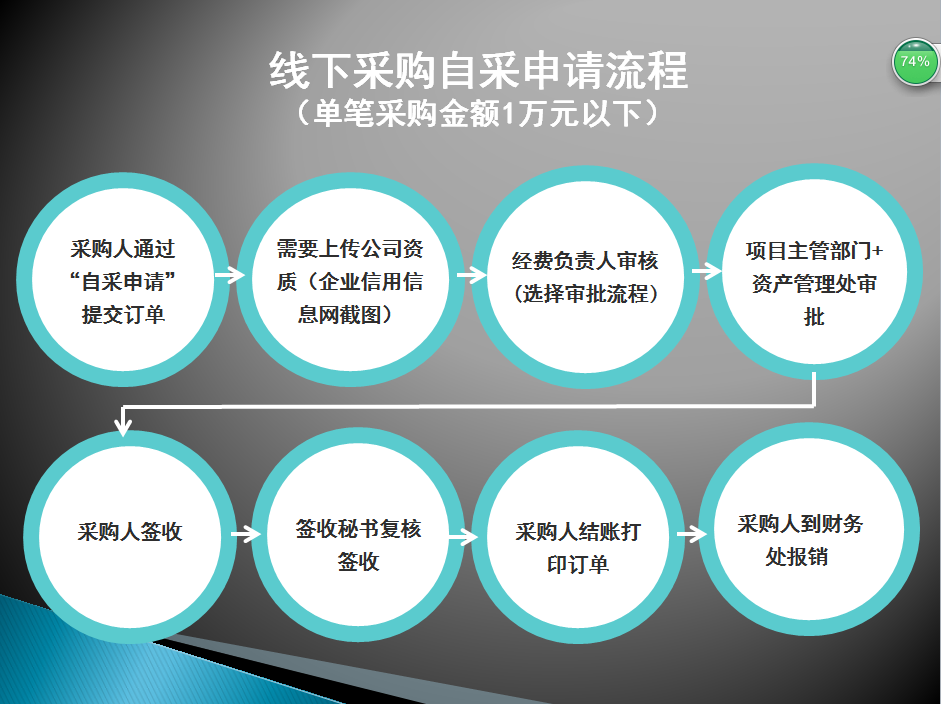 线下采购自采申请流程
（单笔采购金额1万元以下）
74%
采购人通过
“自采申请”
提交订单
需要上传公司资
质（企业信用信
息网截图）
经费负责人审核
(选择审批流程）
项目主管部门+
资产管理处审
批
采购人签收
签收秘书复核
签收
采购人结账打
印订单
采购人到财务
处报销